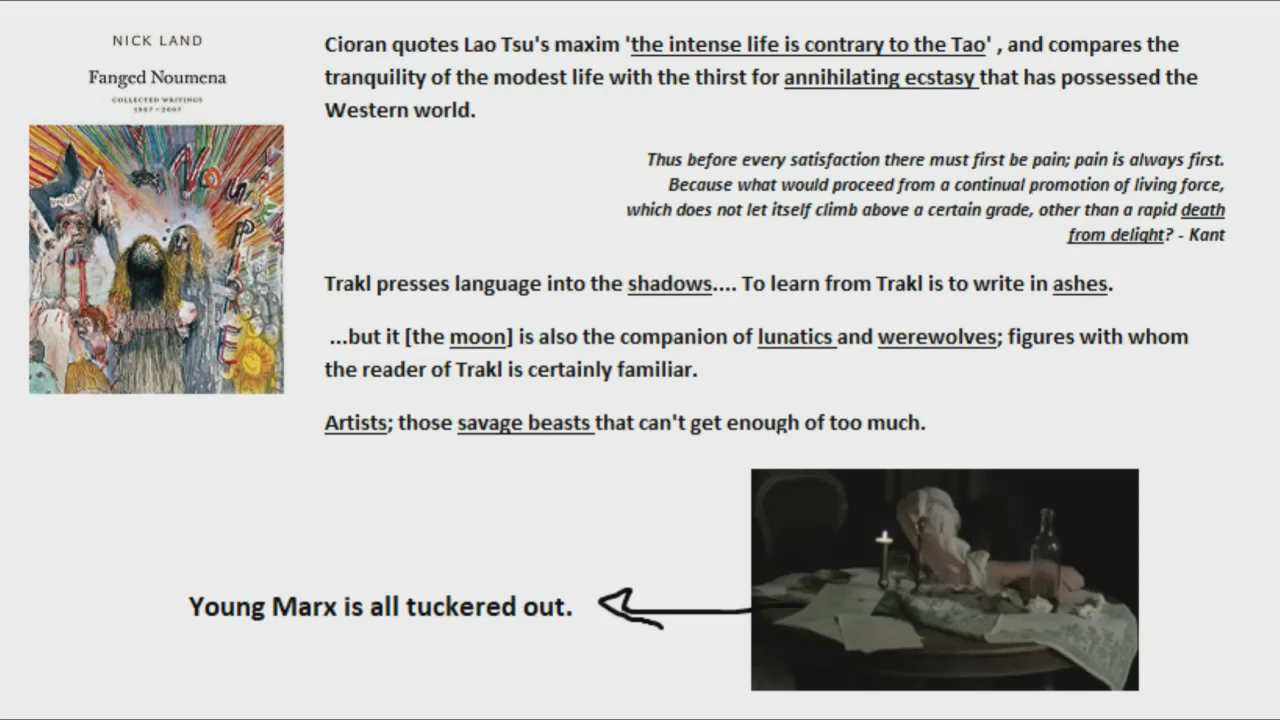 NICK LAND
Fanged Noumena
COLLECTED WRITINGS
1987–2007
Cioran quotes Lao Tsu's maxim 'the intense life is contrary to the Tao' , and compares the
tranquility of the modest life with the thirst for annihilating ecstasy that has possessed the
Western world.
Thus before every satisfaction there must first be pain; pain is always first.
Because what would proceed from a continual promotion of living force,
which does not let itself climb above a certain grade, other than a rapid death
from delight? - Kant
Trakl presses language into the shadows.... To learn from Trakl is to write in ashes.
...but it [the moon] is also the companion of lunatics and werewolves; figures with whom
the reader of Trakl is certainly familiar.
Artists; those savage beasts that can't get enough of too much.
Young Marx is all tuckered out.